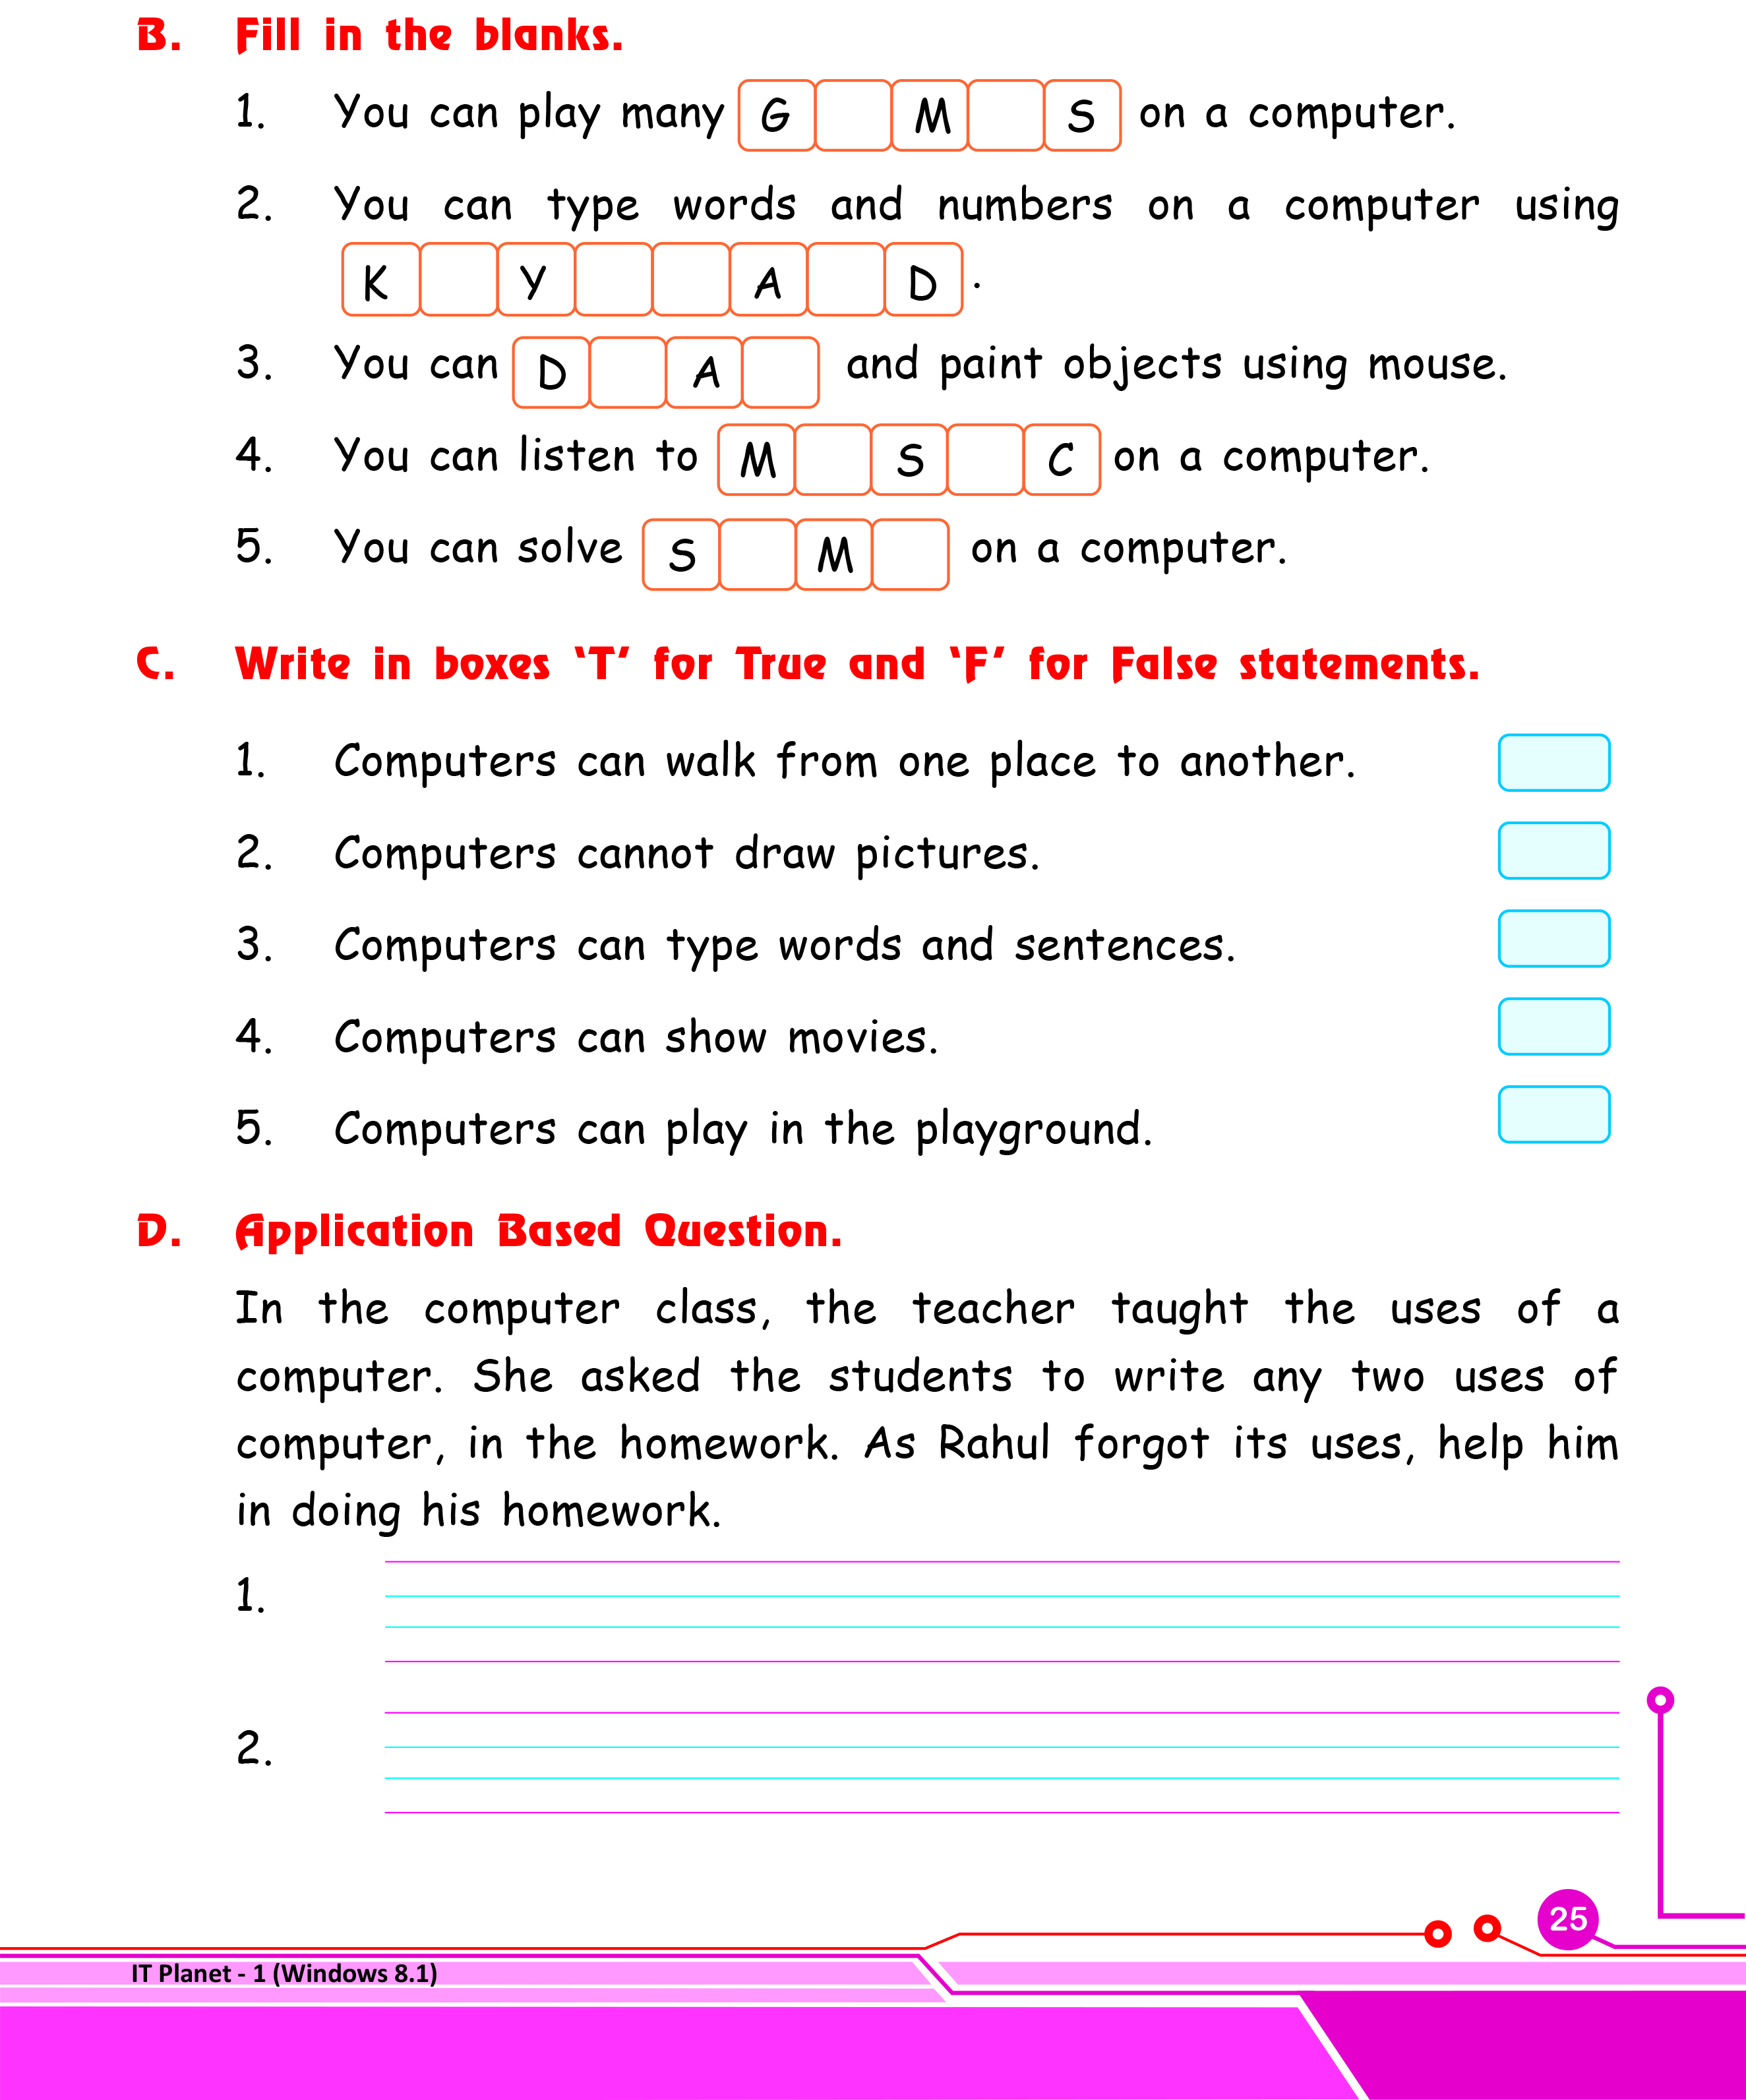 B. Fill in the blanks.
1. You can play many G M S on a computer.
2. You can type words and numbers on a computer using
K Y A D .
3. You can D A and paint objects using mouse.
4. You can listen to M S C on a computer.
5. You can solve S M on a computer.
C. Write in boxes ‘T’ for True and ‘F’ for False statements.
1. Computers can walk from one place to another.
2. Computers cannot draw pictures.
3. Computers can type words and sentences.
4. Computers can show movies.
5. Computers can play in the playground.
D. Application Based Question.
In the computer class, the teacher taught the uses of a
computer. She asked the students to write any two uses of
computer, in the homework. As Rahul forgot its uses, help him
in doing his homework.
1.
2.
25
IT Planet - 1 (Windows 8.1)